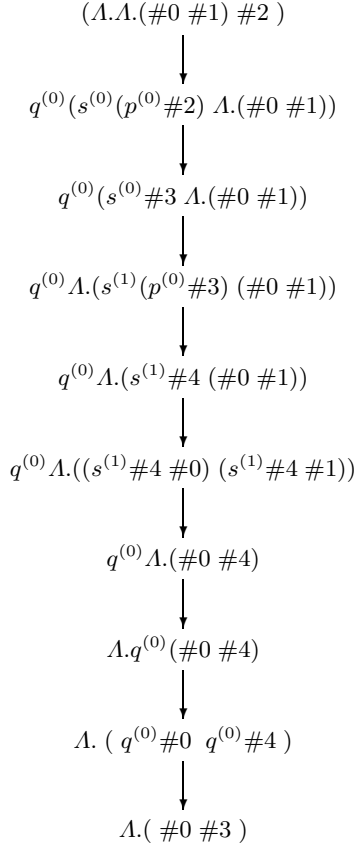 (Λ.Λ.(#0 #1) #2 )
q⁽⁰⁾(s⁽⁰⁾(p⁽⁰⁾#2) Λ.(#0 #1))
q⁽⁰⁾(s⁽⁰⁾#3 Λ.(#0 #1))
q⁽⁰⁾Λ.(s⁽¹⁾(p⁽⁰⁾#3) (#0 #1))
q⁽⁰⁾Λ.(s⁽¹⁾#4 (#0 #1))
q⁽⁰⁾Λ.((s⁽¹⁾#4 #0) (s⁽¹⁾#4 #1))
q⁽⁰⁾Λ.(#0 #4)
Λ.q⁽⁰⁾(#0 #4)
Λ. ( q⁽⁰⁾#0 q⁽⁰⁾#4 )
Λ.( #0 #3 )